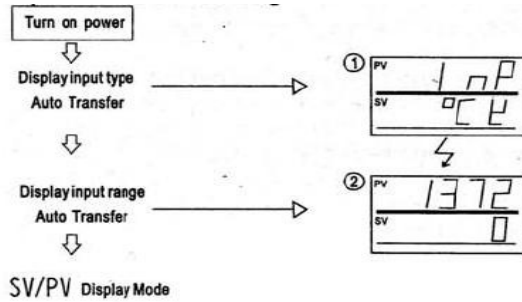 Turn on power
Display input type
Auto Transfer
① PV InP
SV °C
Display input range
Auto Transfer
② PV 1372
SV 0
SV/PV Display Mode